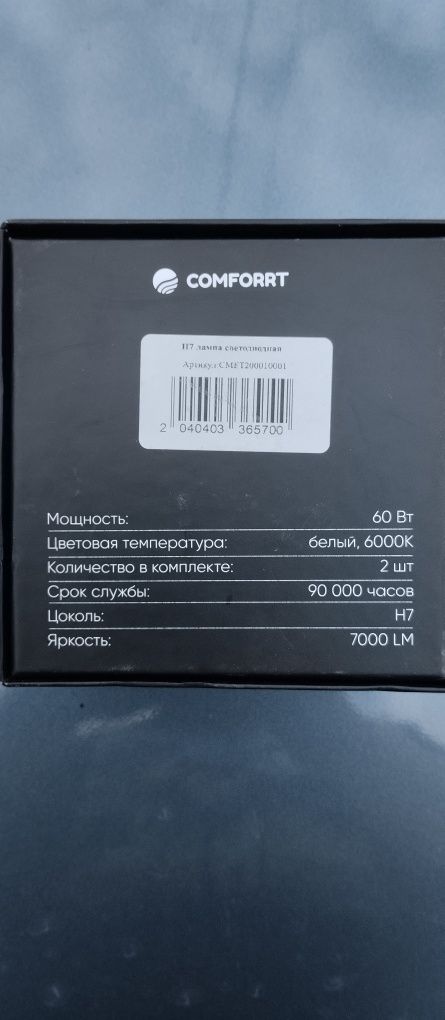 COMFORRT
H7 лампа светодиодная
Артикул:CMFT200010001
2 040403 365700
Мощность: 60 Вт
Цветовая температура: белый, 6000K
Количество в комплекте: 2 шт
Срок службы: 90 000 часов
Цоколь: H7
Яркость: 7000 LM